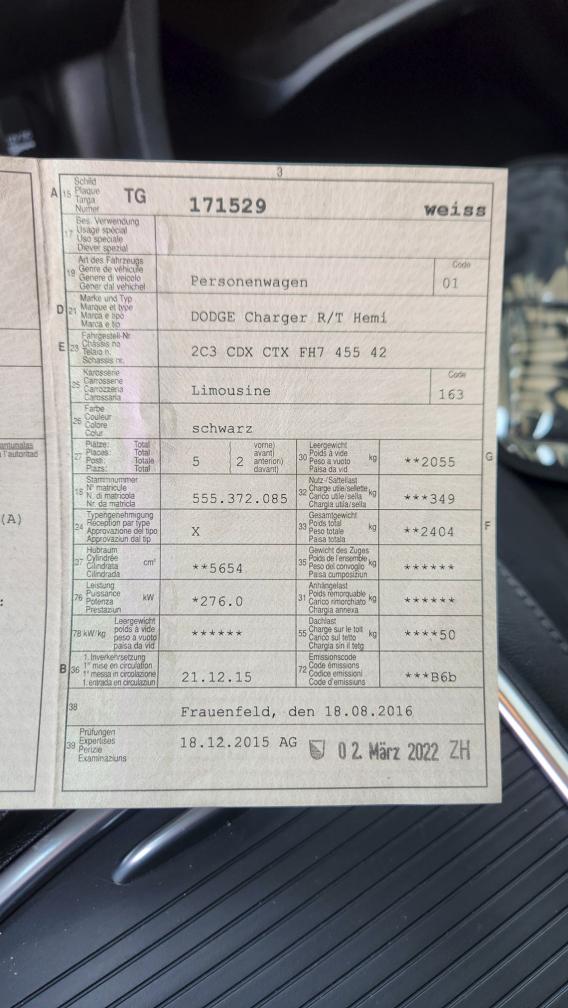 3
A 15 Schild
Plaque
Targa
Numer
TG 171529 weiss
17 Bes. Verwendung
Usage spécial
Uso speciale
Diever spezial
19 Art des Fahrzeugs
Genre de véhicule
Genere di veicolo
Gener dal vehichel
Personenwagen
Code
01
D 21 Marke und Typ
Marque et type
Marca e tipo
Marca e tip
DODGE Charger R/T Hemi
E 23 Fahrgestell-Nr.
Châssis no
Telaio n.
Schassis nr.
2C3 CDX CTX FH7 455 42
25 Karosserie
Carrosserie
Carrozzeria
Carossaria
Limousine
Code
163
26 Farbe
Couleur
Colore
Colur
schwarz
27 Plätze: Total
Places: Total
Posti: Totale
Plazs: Total
5
2 vorne)
avant)
anteriori)
davant)
30 Leergewicht
Poids à vide
Peso a vuoto
Paisa da vid
kg
**2055
G
18 Stammnummer
N° matricule
N. di matricola
Nr. da matricla
555.372.085
32 Nutz-/Sattellast
Charge utile/sellette
Carico utile/sella
Chargia utila/sella
kg
***349
24 Typengenehmigung
Réception par type
Approvazione del tipo
Approvaziun dal tip
X
33 Gesamtgewicht
Poids total
Peso totale
Paisa totala
kg
**2404
F
37 Hubraum
Cylindrée
Cilindrata
Cilindrada
cm³
**5654
35 Gewicht des Zuges
Poids de l'ensemble
Peso del convoglio
Paisa cumposiziun
kg
******
76 Leistung
Puissance
Potenza
Prestaziun
kW
*276.0
31 Anhängelast
Poids remorquable
Carico rimorchiato
Chargia annexa
kg
******
78 kW/kg Leergewicht
poids à vide
peso a vuoto
paisa da vid
******
55 Dachlast
Charge sur le toit
Carico sul tetto
Chargia sin il tetg
kg
****50
B 36 1. Inverkehrsetzung
1re mise en circulation
1a messa in circolazione
1. entrada en circulaziun
21.12.15
72 Emissionscode
Code émissions
Codice emissioni
Code d'emissiuns
***B6b
38
Frauenfeld, den 18.08.2016
39 Prüfungen
Expertises
Perizie
Examinaziuns
18.12.2015 AG
02. März 2022 ZH
antunalas
l'autoritad
(A)
: